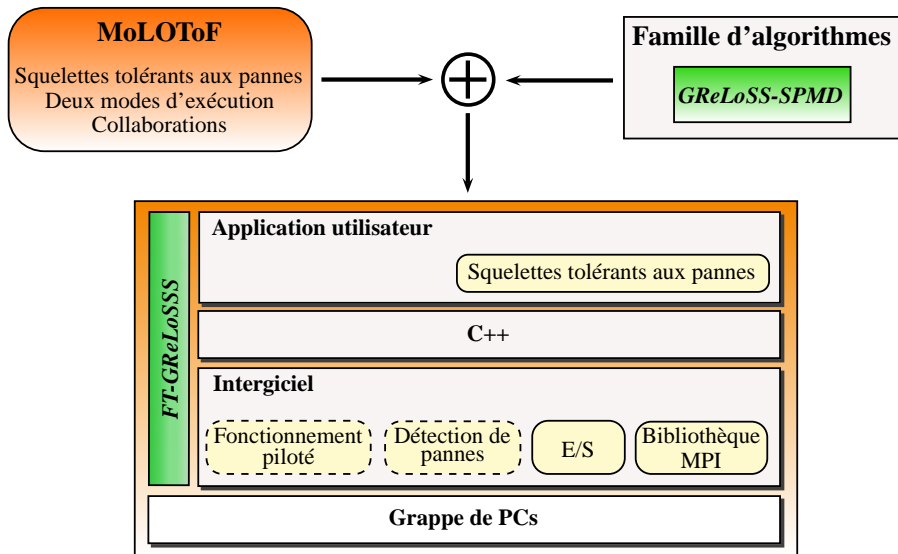 MoLOToF
Squelettes tolérants aux pannes
Deux modes d'exécution
Collaborations
Famille d'algorithmes
GReLoSS-SPMD
FT-GReLoSSS
Application utilisateur
Squelettes tolérants aux pannes
C++
Intergiciel
Fonctionnement
piloté
Détection de
pannes
E/S
Bibliothèque
MPI
Grappe de PCs